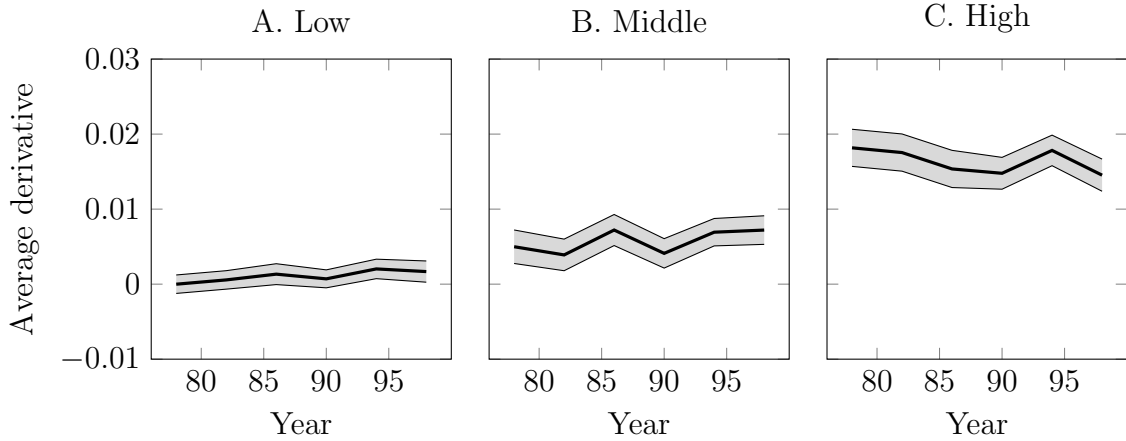 A. Low
B. Middle
C. High
Average derivative
0.03
0.02
0.01
0
−0.01
80 85 90 95
80 85 90 95
80 85 90 95
Year
Year
Year